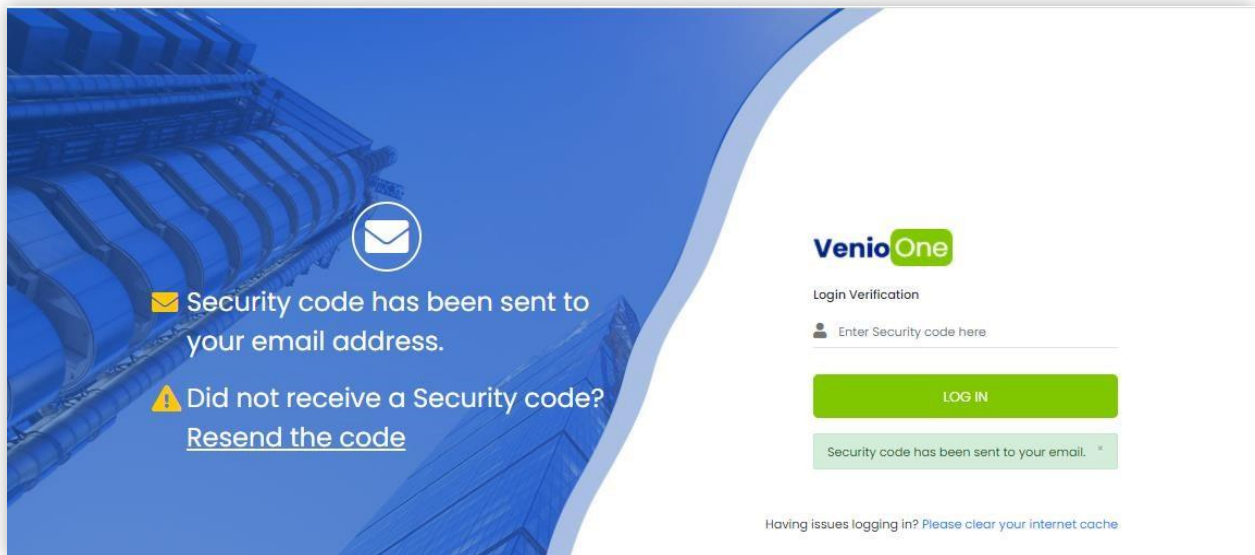 Security code has been sent to
your email address.
Did not receive a Security code?
Resend the code
VenioOne
Login Verification
Enter Security code here
LOG IN
Security code has been sent to your email. ×
Having issues logging in? Please clear your internet cache